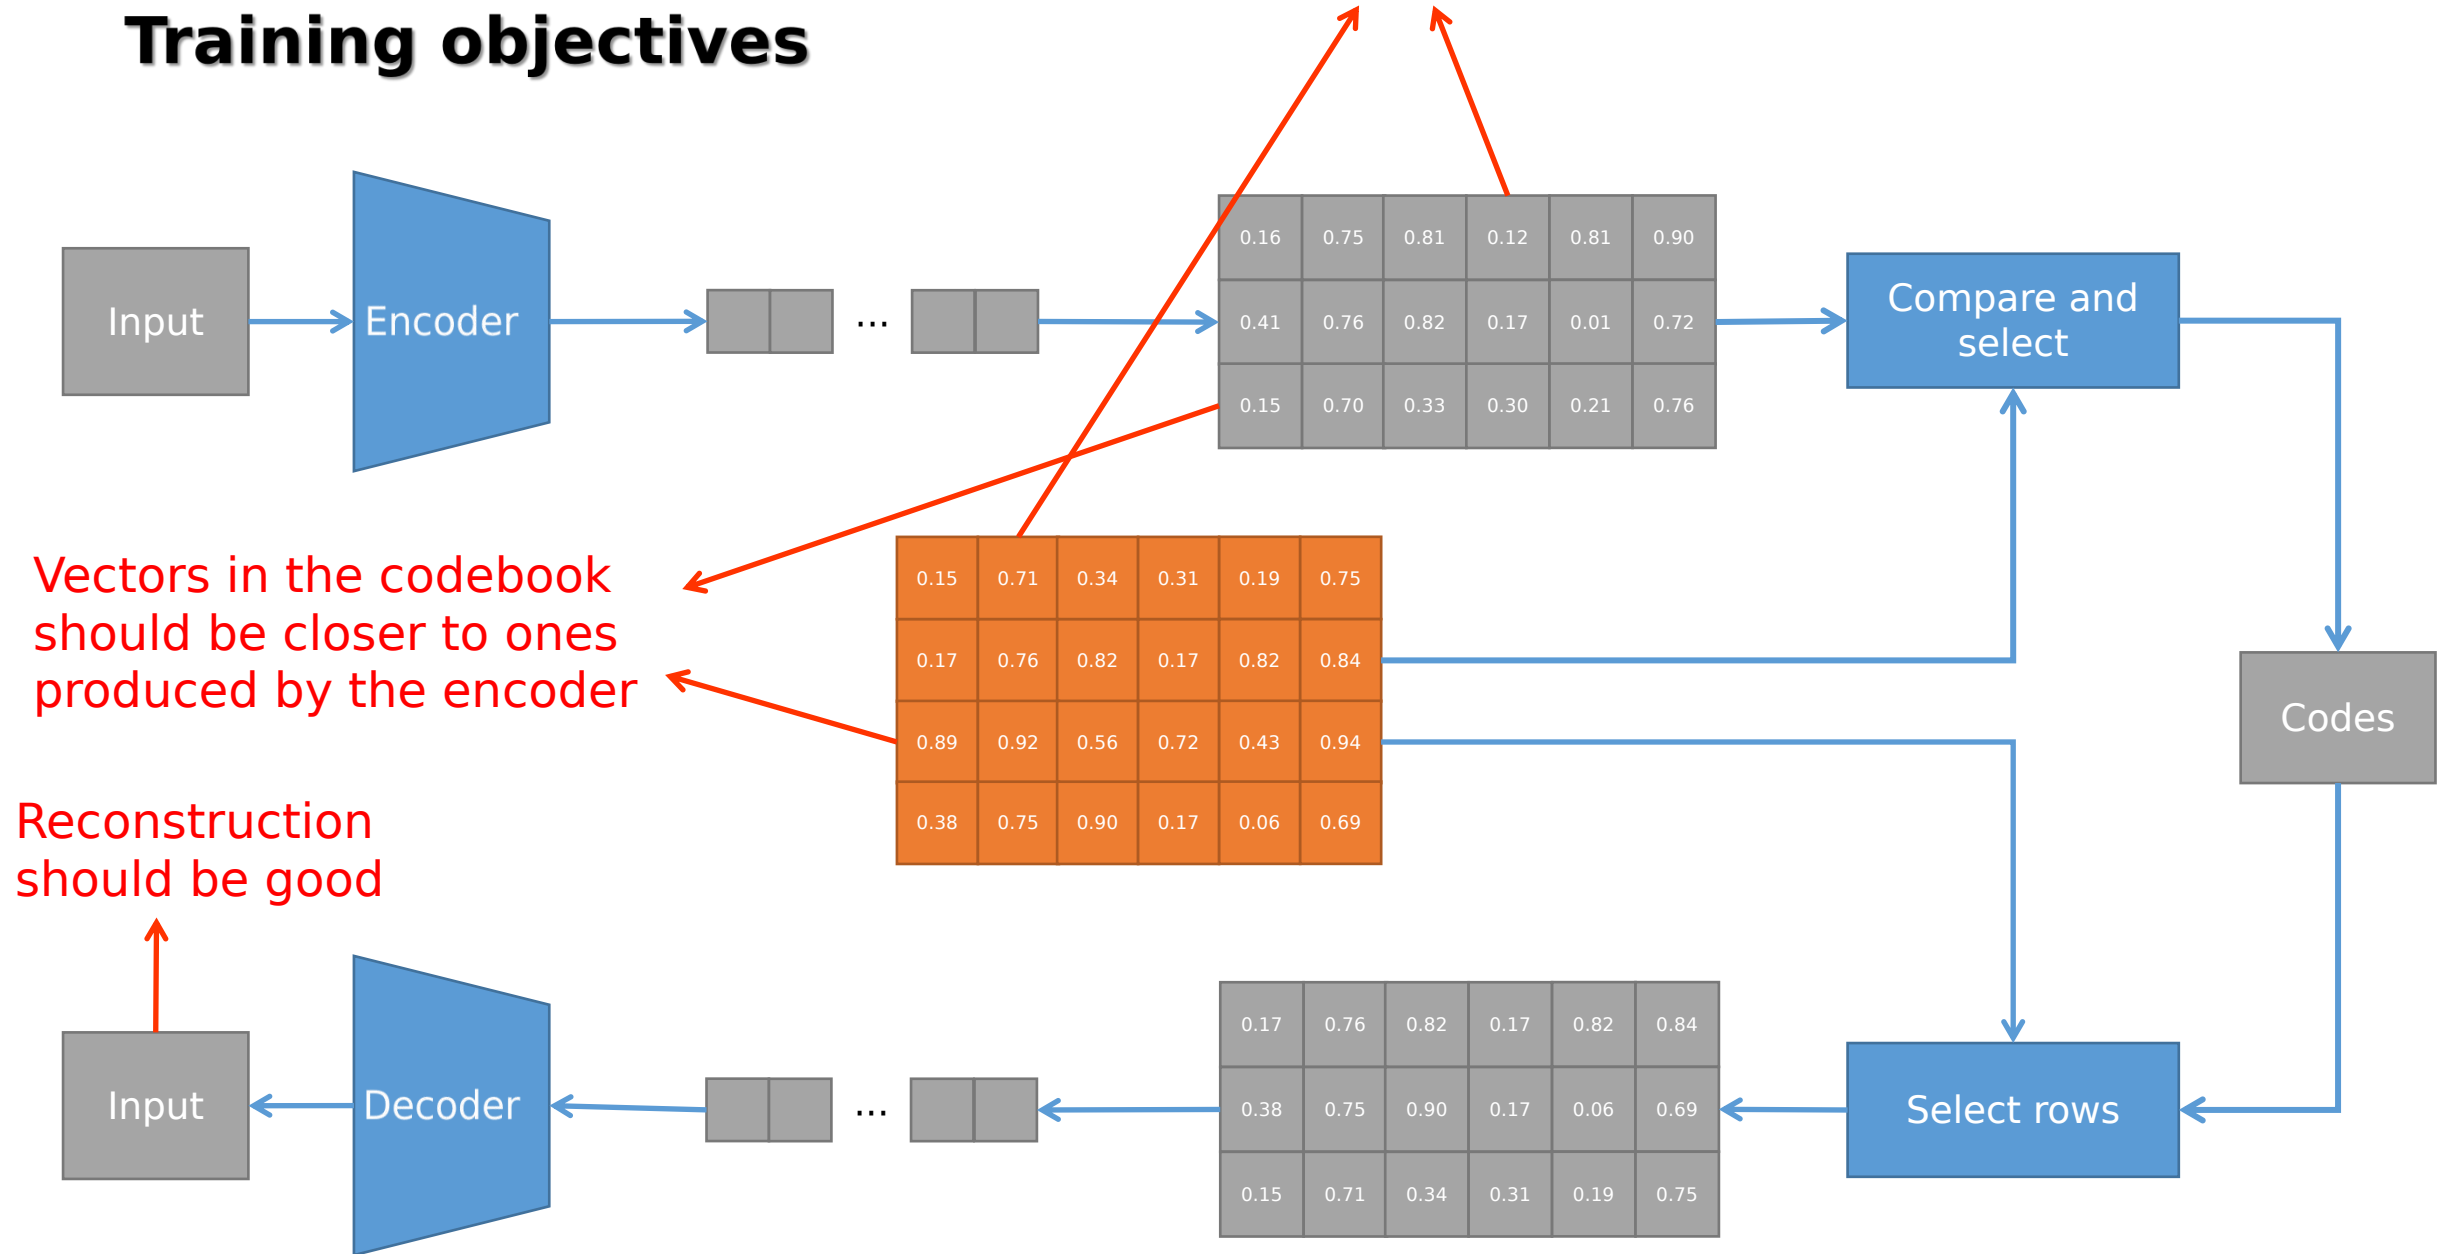 Training objectives
Input
Encoder
...
0.16 0.75 0.81 0.12 0.81 0.90
0.41 0.76 0.82 0.17 0.01 0.72
0.15 0.70 0.33 0.30 0.21 0.76
Compare and
select
Vectors in the codebook
should be closer to ones
produced by the encoder
0.15 0.71 0.34 0.31 0.19 0.75
0.17 0.76 0.82 0.17 0.82 0.84
0.89 0.92 0.56 0.72 0.43 0.94
0.38 0.75 0.90 0.17 0.06 0.69
Codes
Reconstruction
should be good
Input
Decoder
...
0.17 0.76 0.82 0.17 0.82 0.84
0.38 0.75 0.90 0.17 0.06 0.69
0.15 0.71 0.34 0.31 0.19 0.75
Select rows